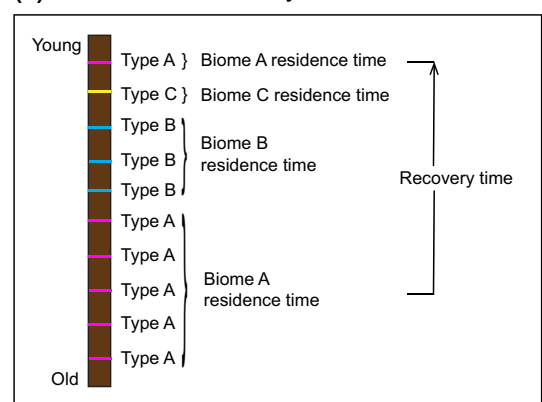 Young
Type A } Biome A residence time
Type C } Biome C residence time
Type B
Type B
Type B
Biome B
residence time
Recovery time
Type A
Type A
Type A
Type A
Type A
Biome A
residence time
Old